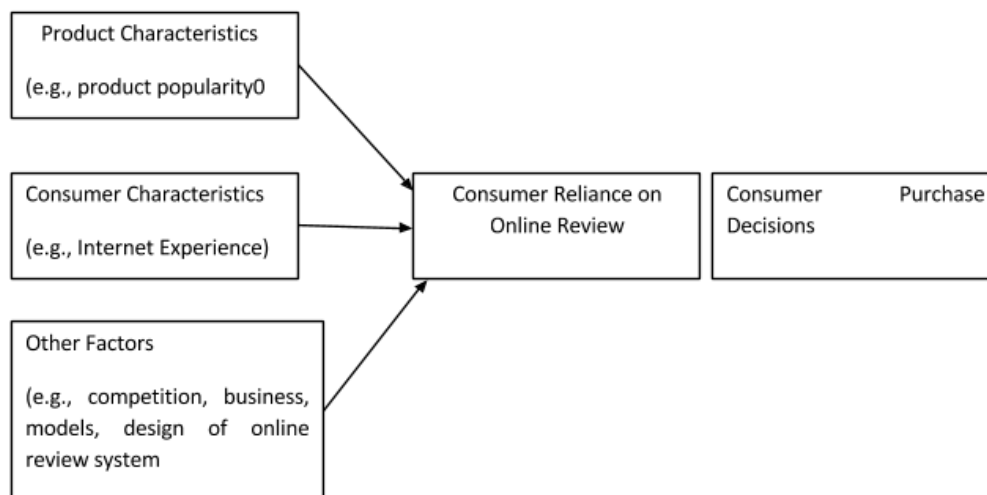 Product Characteristics
(e.g., product popularity0
Consumer Characteristics
(e.g., Internet Experience)
Other Factors
(e.g., competition, business,
models, design of online
review system
Consumer Reliance on
Online Review
Consumer Purchase
Decisions